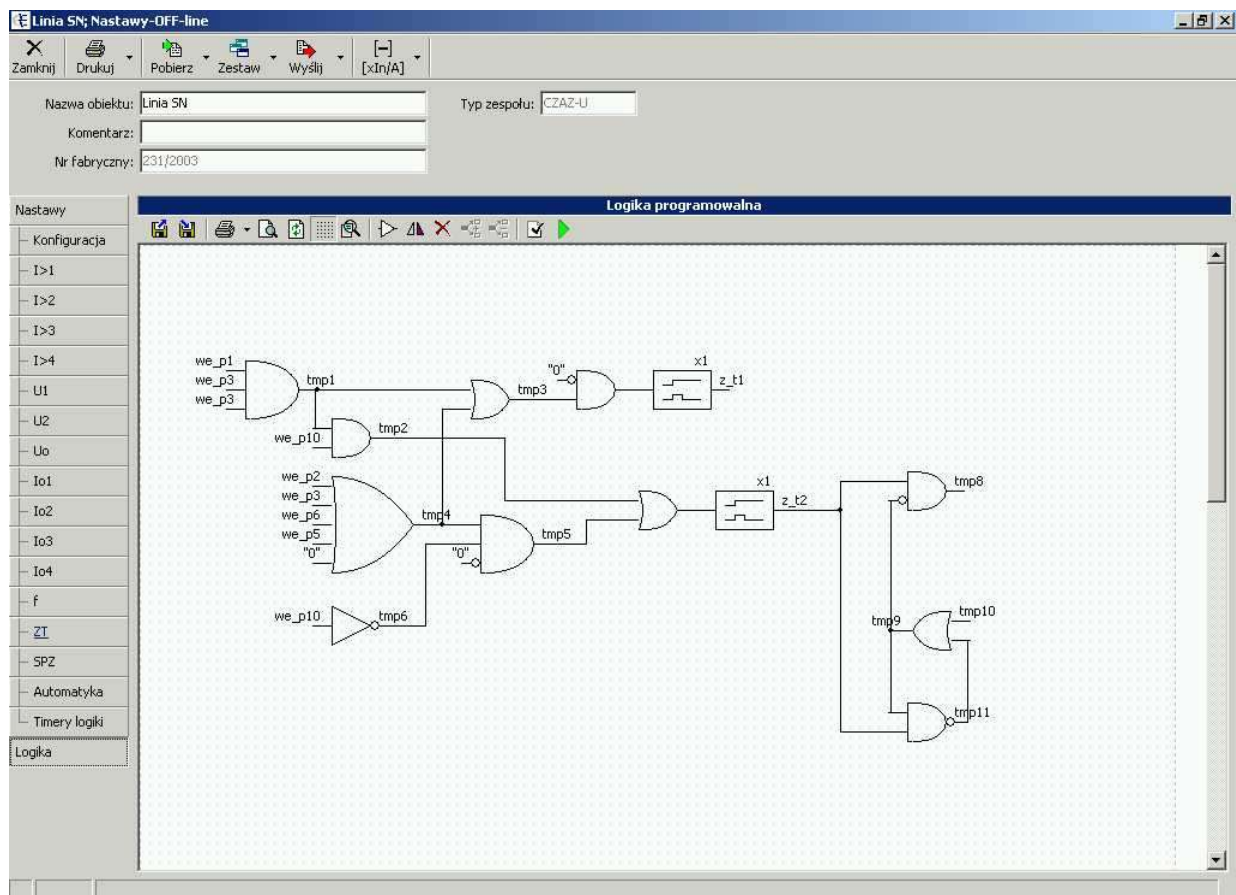 Linia SN; Nastawy-OFF-line
Zamknij Drukuj Pobierz Zestaw Wyślij [xIn/A]
Nazwa obiektu: Linia SN Typ zespołu: CZAZ-U
Komentarz:
Nr fabryczny: 231/2003
Nastawy
Konfiguracja
I>1
I>2
I>3
I>4
U1
U2
Uo
Io1
Io2
Io3
Io4
f
ZT
SPZ
Automatyka
Timery logiki
Logika
Logika programowalna
we_p1
we_p3
we_p3
tmp1
we_p10
tmp2
tmp3
"0"
x1
z_t1
we_p2
we_p3
we_p6
we_p5
"0"
tmp4
"0"
tmp5
we_p10
tmp6
x1
z_t2
tmp8
tmp9
tmp10
tmp11